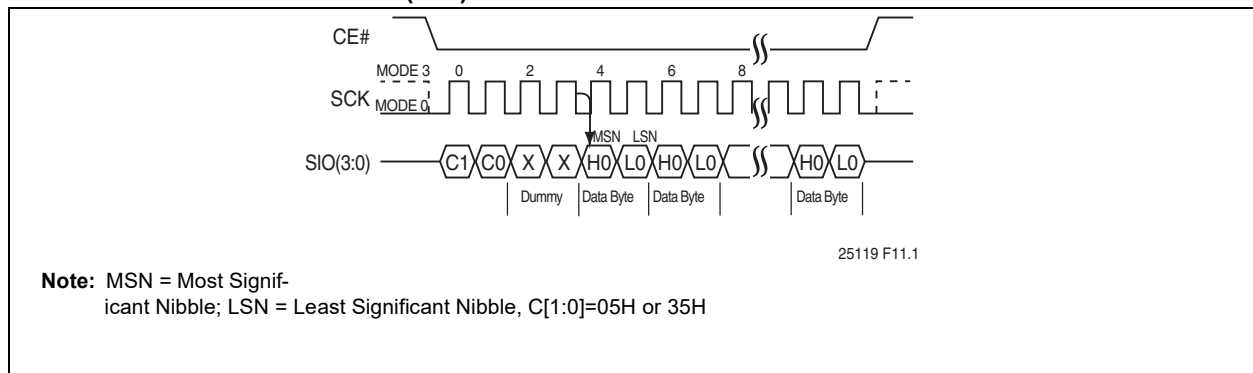 CE#
MODE 3 0 2 4 6 8
SCK MODE 0
MSN LSN
SIO(3:0) C1 C0 X X H0 L0 H0 L0 H0 L0
Dummy Data Byte Data Byte Data Byte
25119 F11.1
Note: MSN = Most Signif-
icant Nibble; LSN = Least Significant Nibble, C[1:0]=05H or 35H